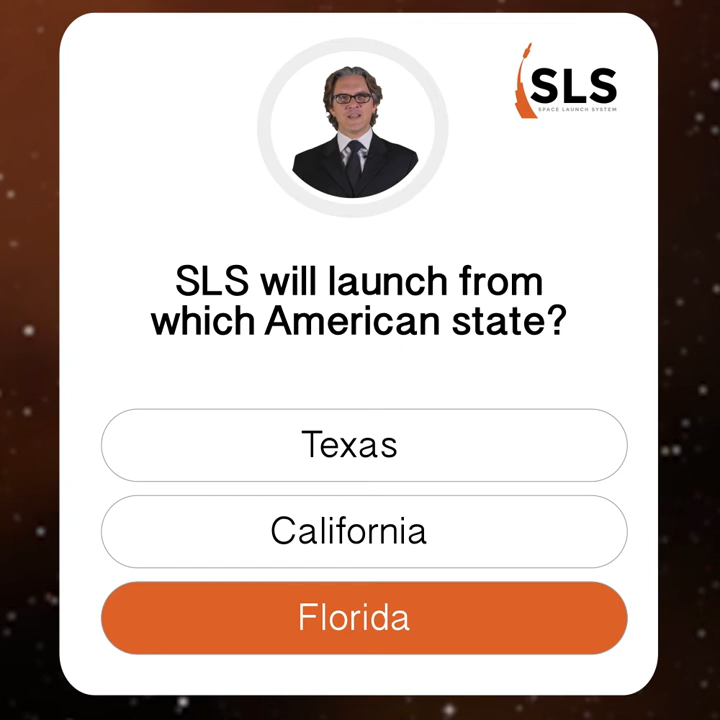 SLS
SPACE LAUNCH SYSTEM
SLS will launch from
which American state?
Texas
California
Florida